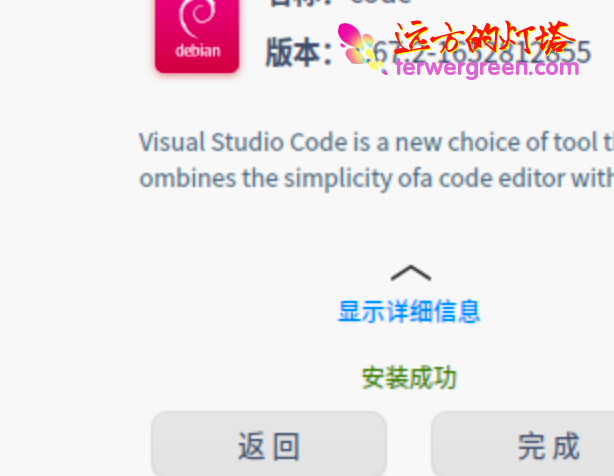 名称： code
debian
版本： 1.67.2-1652812855
远方的灯塔
ferwergreen.com
Visual Studio Code is a new choice of tool t
ombines the simplicity ofa code editor with
显示详细信息
安装成功
返回 完成